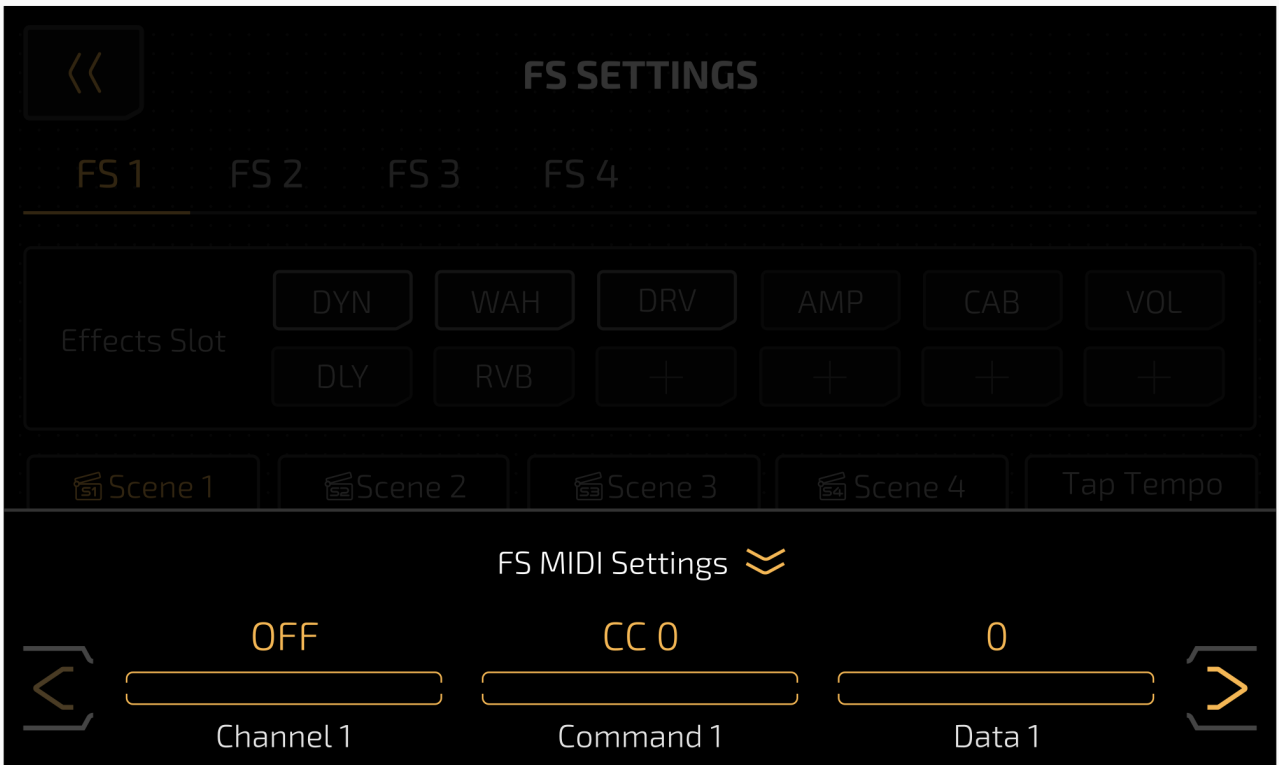 FS SETTINGS
FS 1 FS 2 FS 3 FS 4
DYN WAH DRV AMP CAB VOL
Effects Slot
DLY RVB + + + +
S1 Scene 1 S2 Scene 2 S3 Scene 3 S4 Scene 4 Tap Tempo
FS MIDI Settings
OFF CC 0 0
Channel 1 Command 1 Data 1